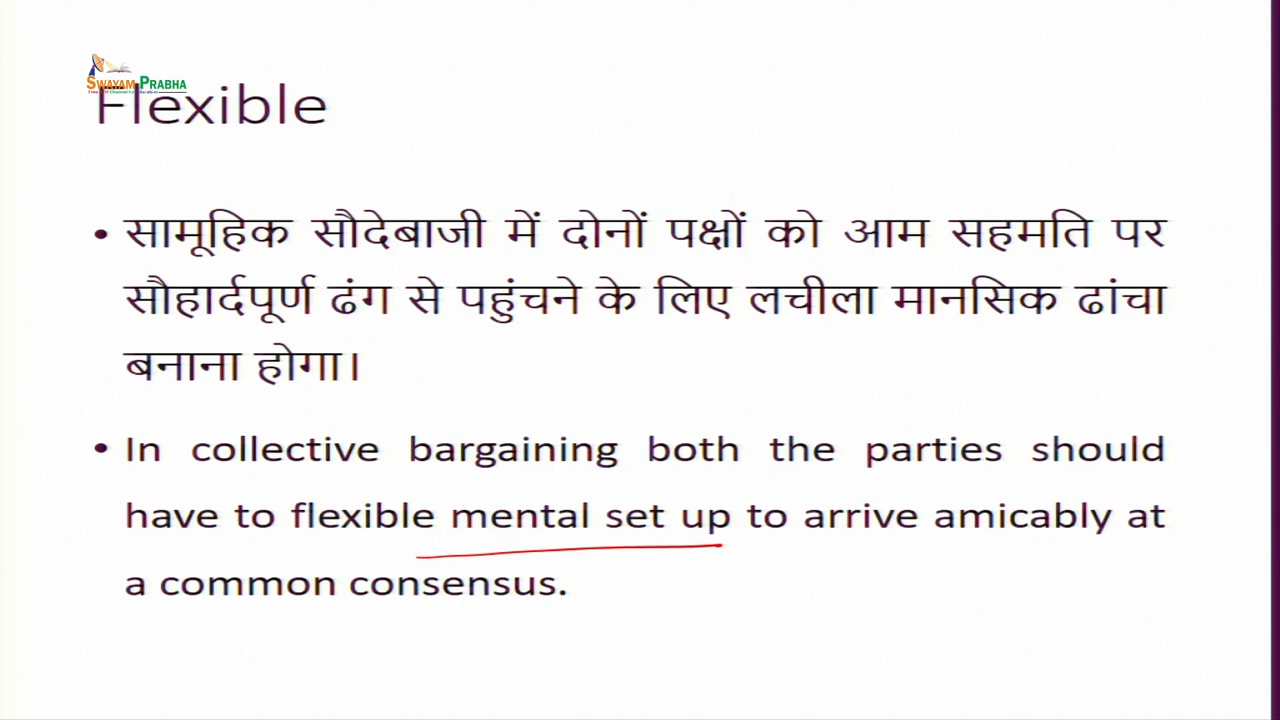 SWAYAM PRABHA
Flexible
• सामूहिक सौदेबाजी में दोनों पक्षों को आम सहमति पर
सौहार्दपूर्ण ढंग से पहुंचने के लिए लचीला मानसिक ढांचा
बनाना होगा।
• In collective bargaining both the parties should
have to flexible mental set up to arrive amicably at
a common consensus.